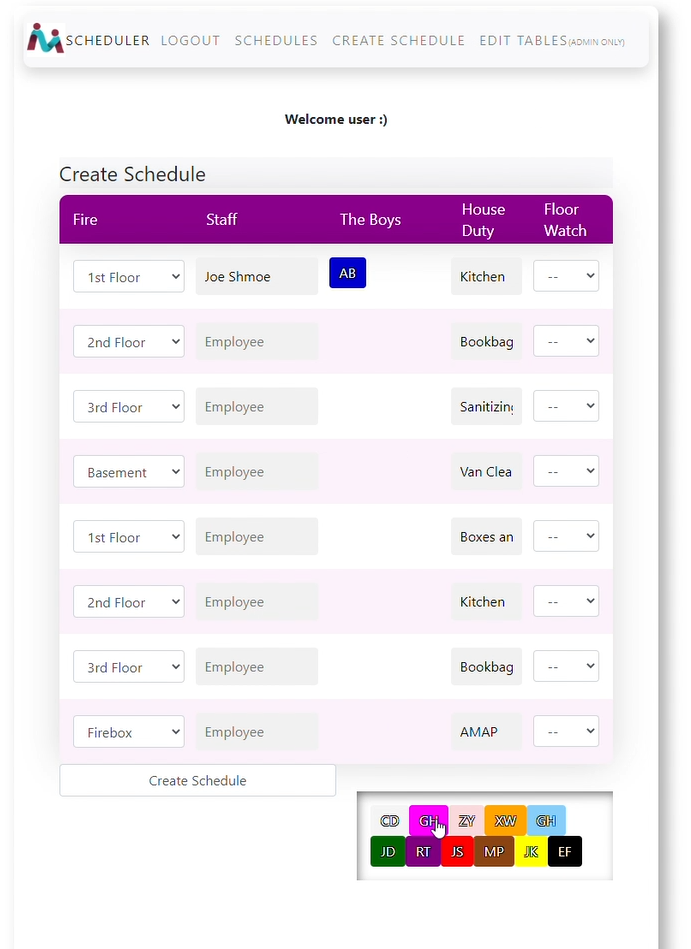 SCHEDULER LOGOUT SCHEDULES CREATE SCHEDULE EDIT TABLES(ADMIN ONLY)
Welcome user :)
Create Schedule
Fire Staff The Boys House Duty Floor Watch
1st Floor Joe Shmoe AB Kitchen --
2nd Floor Employee Bookbag --
3rd Floor Employee Sanitizing --
Basement Employee Van Clea --
1st Floor Employee Boxes an --
2nd Floor Employee Kitchen --
3rd Floor Employee Bookbag --
Firebox Employee AMAP --
Create Schedule
CD GH ZY XW GH
JD RT JS MP JK EF